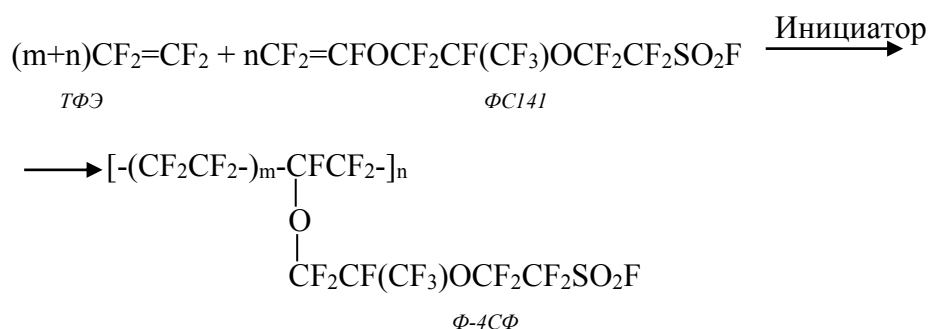 (m+n)CF₂=CF₂ + nCF₂=CFOCF₂CF(CF₃)OCF₂CF₂SO₂F Инициатор
ТФЭ ФС141
[-(CF₂CF₂-)ₘ-CFCF₂-]ₙ
O
CF₂CF(CF₃)OCF₂CF₂SO₂F
Ф-4СФ